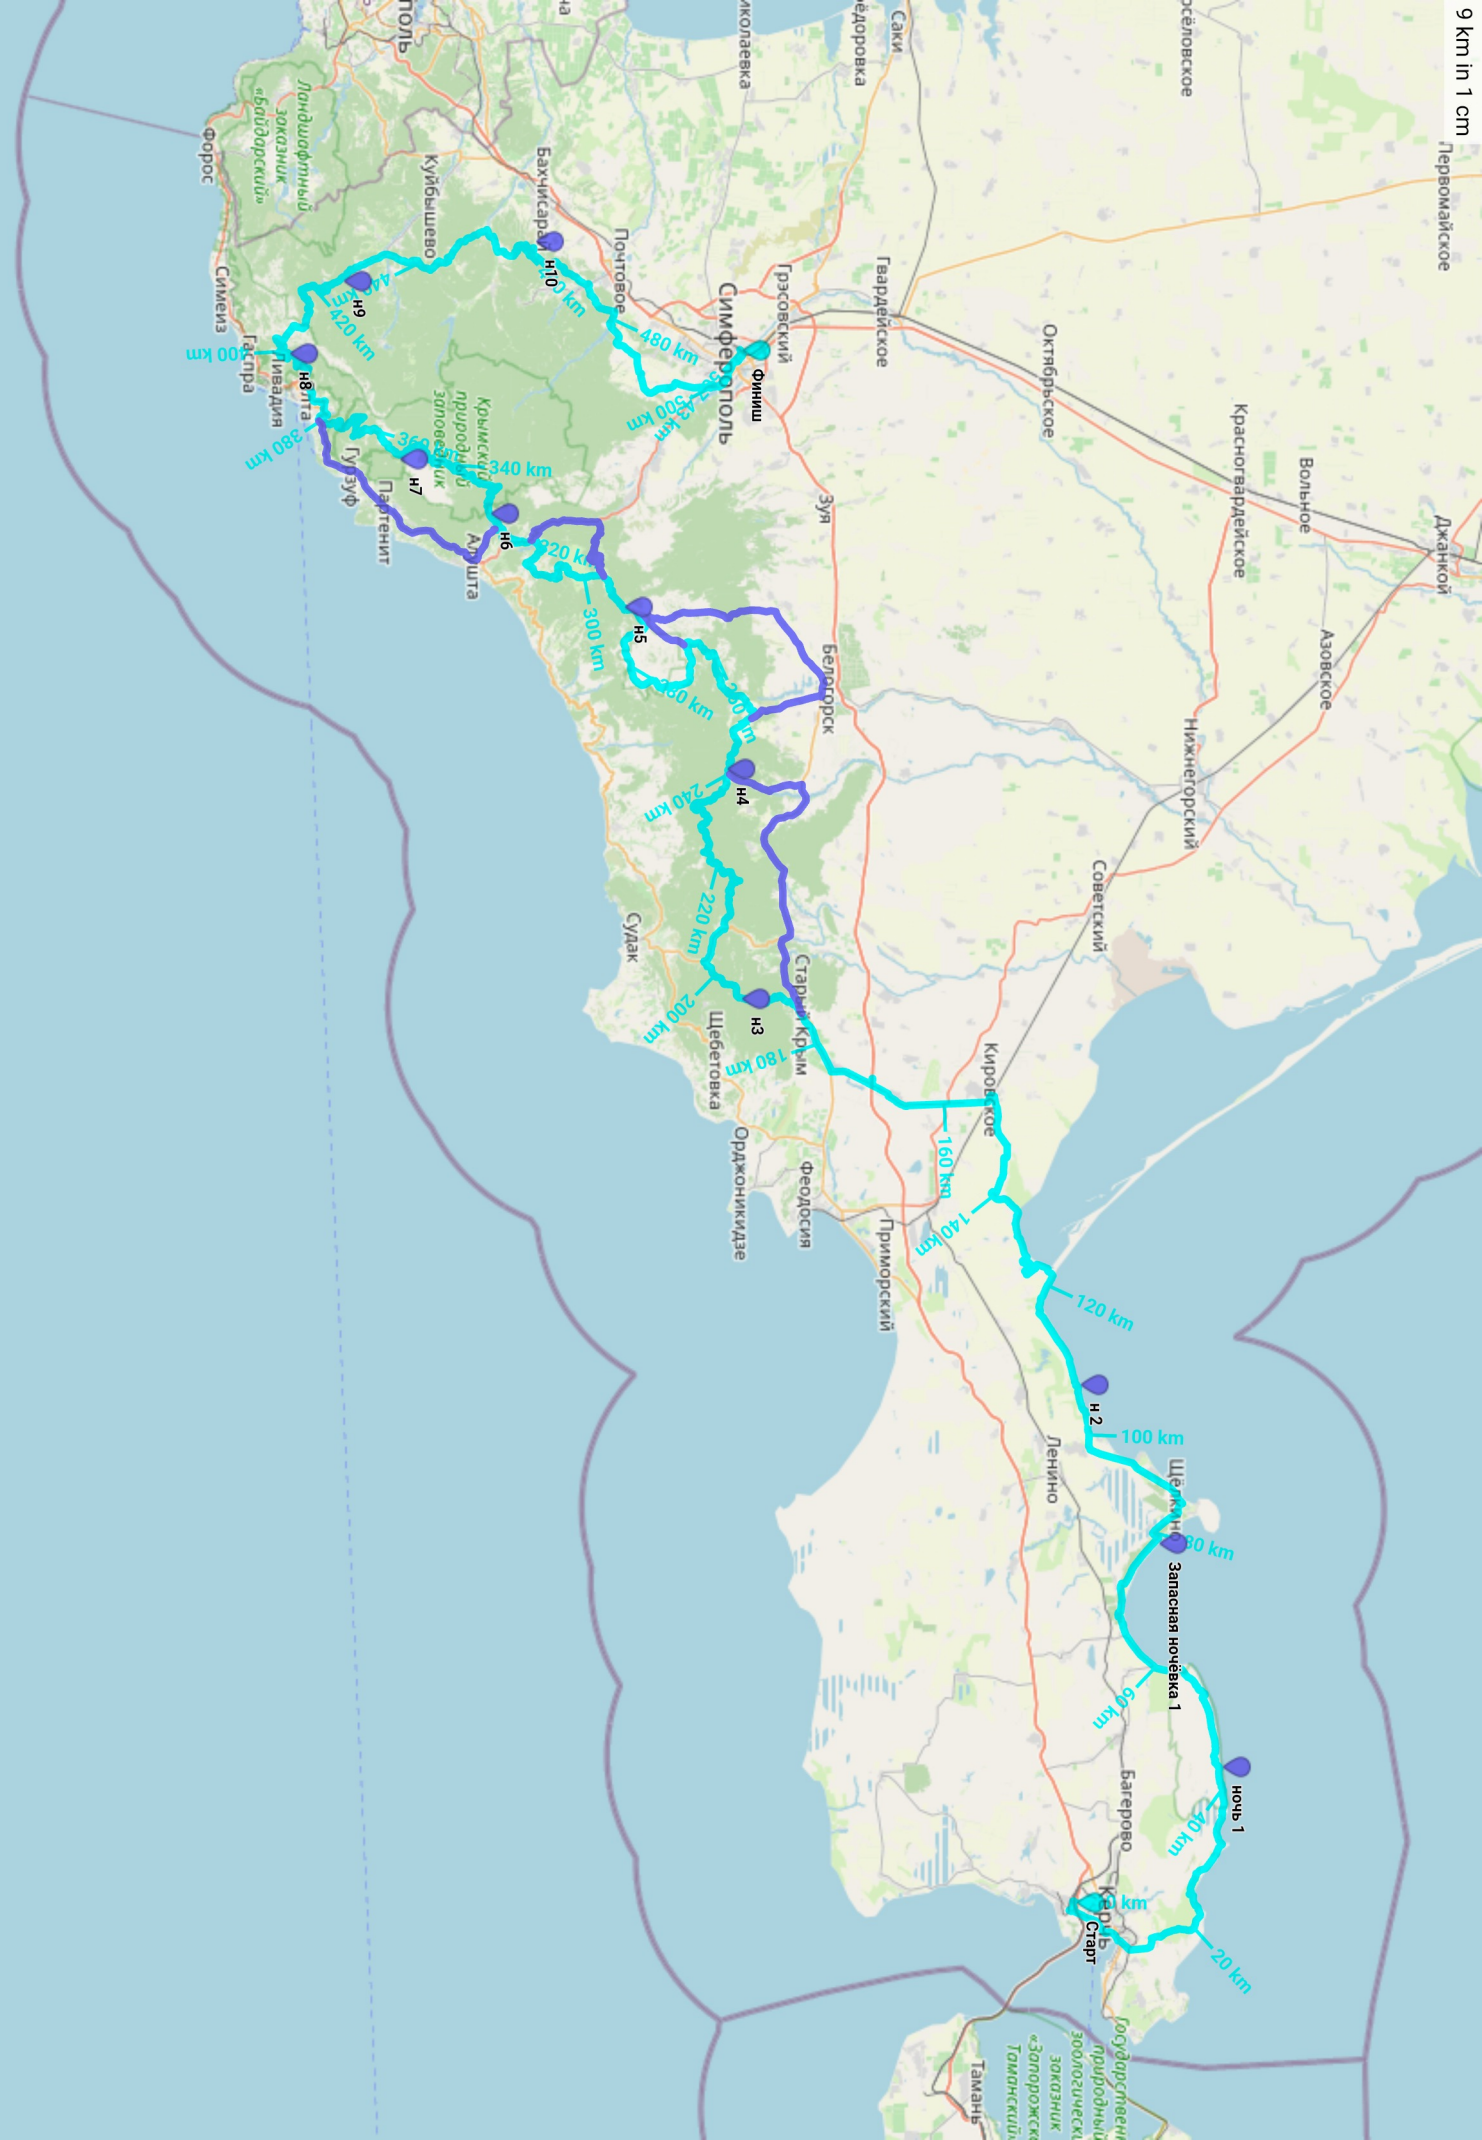 9 km in 1 cm
Первомайское
Джанкой
Вольное
Азовское
Красногвардейское
Нижнегорский
Октябрьское
Советский
Саки
Гвардейское
Грэсовский
Симферополь
Зуя
Белогорск
Финиш
Почтовое
Бахчисарай
н10
Куйбышево
Ландшафтный
заказник
«Байдарский»
Форос
Симеиз
Гаспра
Ливадия
Гурзуф
Партенит
Крымский
природный
заповедник
н9
н8
н7
н6
н5
н4
н3
н 2
Судак
Старый Крым
Щебетовка
Орджоникидзе
Феодосия
Приморский
Кировское
Ленино
Щёлкино
Запасная ночёвка 1
ночь 1
Багерово
Керчь
Старт
Тамань
20 km
40 km
60 km
100 km
120 km
140 km
160 km
180 km
200 km
220 km
240 km
300 km
340 km
380 km
400 km
420 km
480 km
500 km